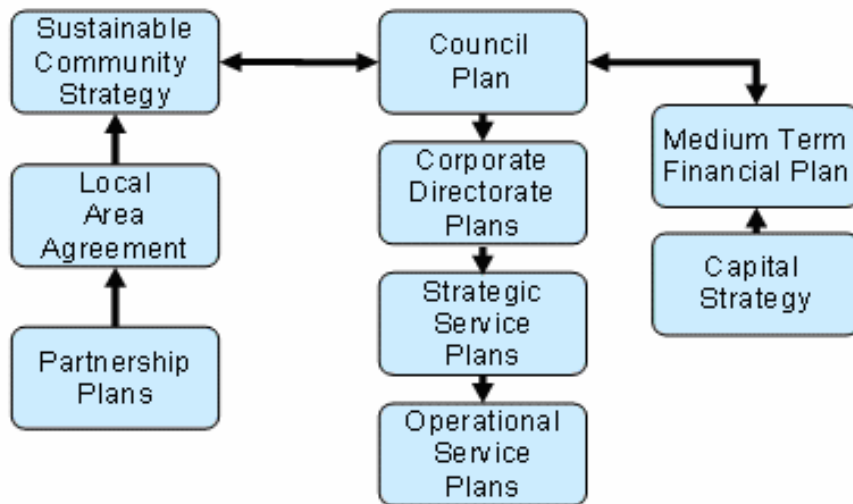 Sustainable
Community
Strategy
Council
Plan
Medium Term
Financial Plan
Local
Area
Agreement
Corporate
Directorate
Plans
Capital
Strategy
Partnership
Plans
Strategic
Service
Plans
Operational
Service
Plans